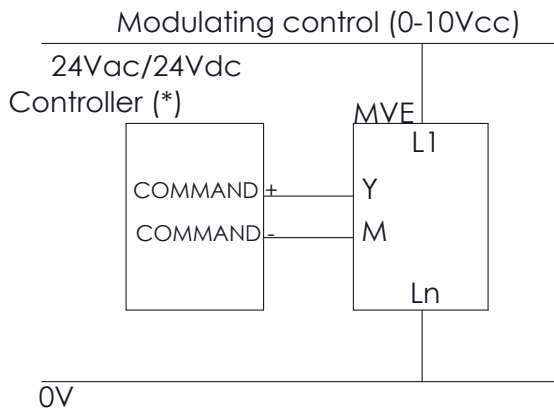 Modulating control (0-10Vcc)
24Vac/24Vdc
Controller (*)
MVE
L1
COMMAND + Y
COMMAND - M
Ln
0V